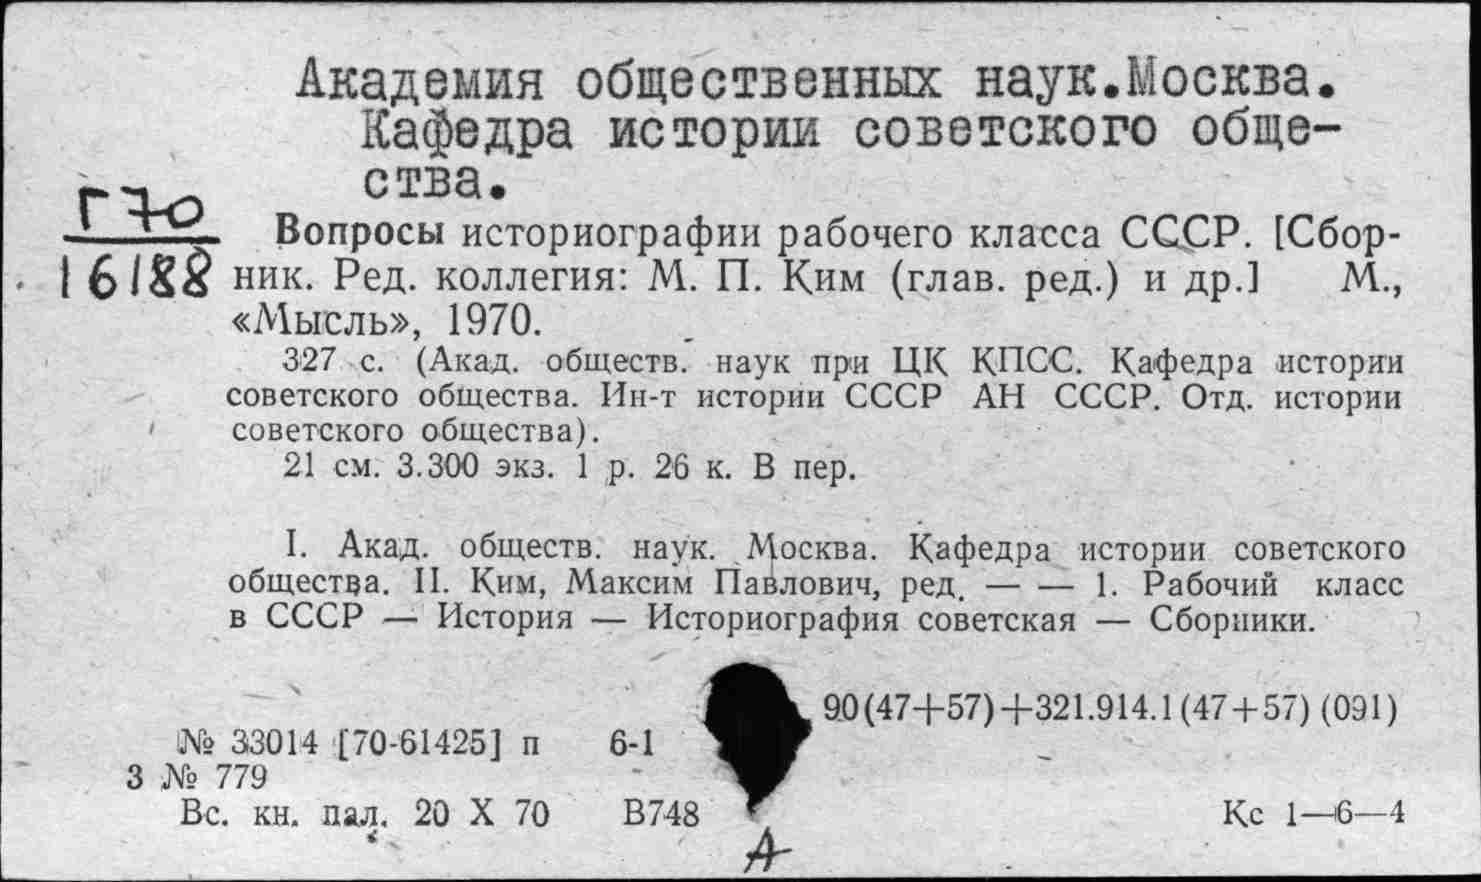 Академия общественных наук.Москва.
Кафедра истории советского обще-
ства.
Г70
16188
Вопросы историографии рабочего класса СССР. [Сбор-
ник. Ред. коллегия: М. П. Ким (глав. ред.) и др.] М.,
«Мысль», 1970.
327 с. (Акад. обществ. наук при ЦК КПСС. Кафедра истории
советского общества. Ин-т истории СССР АН СССР. Отд. истории
советского общества).
21 см. 3.300 экз. 1 р. 26 к. В пер.
I. Акад. обществ. наук. Москва. Кафедра истории советского
общества. II. Ким, Максим Павлович, ред. — — 1. Рабочий класс
в СССР — История — Историография советская — Сборники.
90(47+57)+321.914.1(47+57)(091)
№ 33014 [70-61425] п 6-1
3 № 779
Вс. кн. пал. 20 X 70 В748 Кс 1—6—4
А